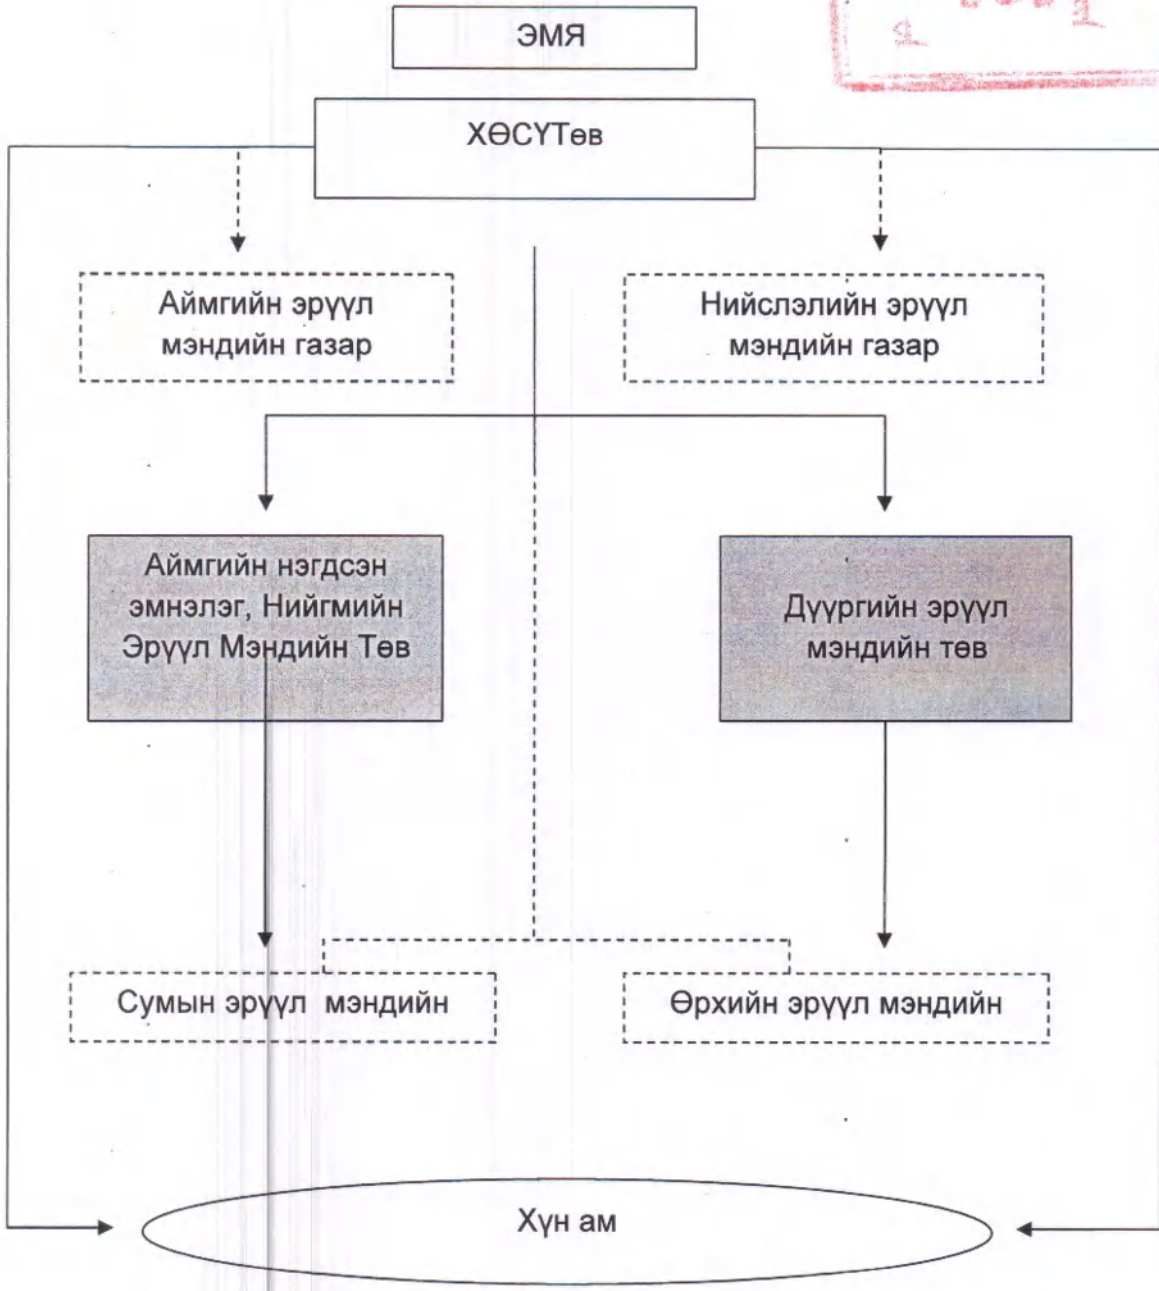 ЭМЯ
ХӨСҮТөв
Аймгийн эрүүл
мэндийн газар
Нийслэлийн эрүүл
мэндийн газар
Аймгийн нэгдсэн
эмнэлэг, Нийгмийн
Эрүүл Мэндийн Төв
Дүүргийн эрүүл
мэндийн төв
Сумын эрүүл мэндийн
Өрхийн эрүүл мэндийн
Хүн ам